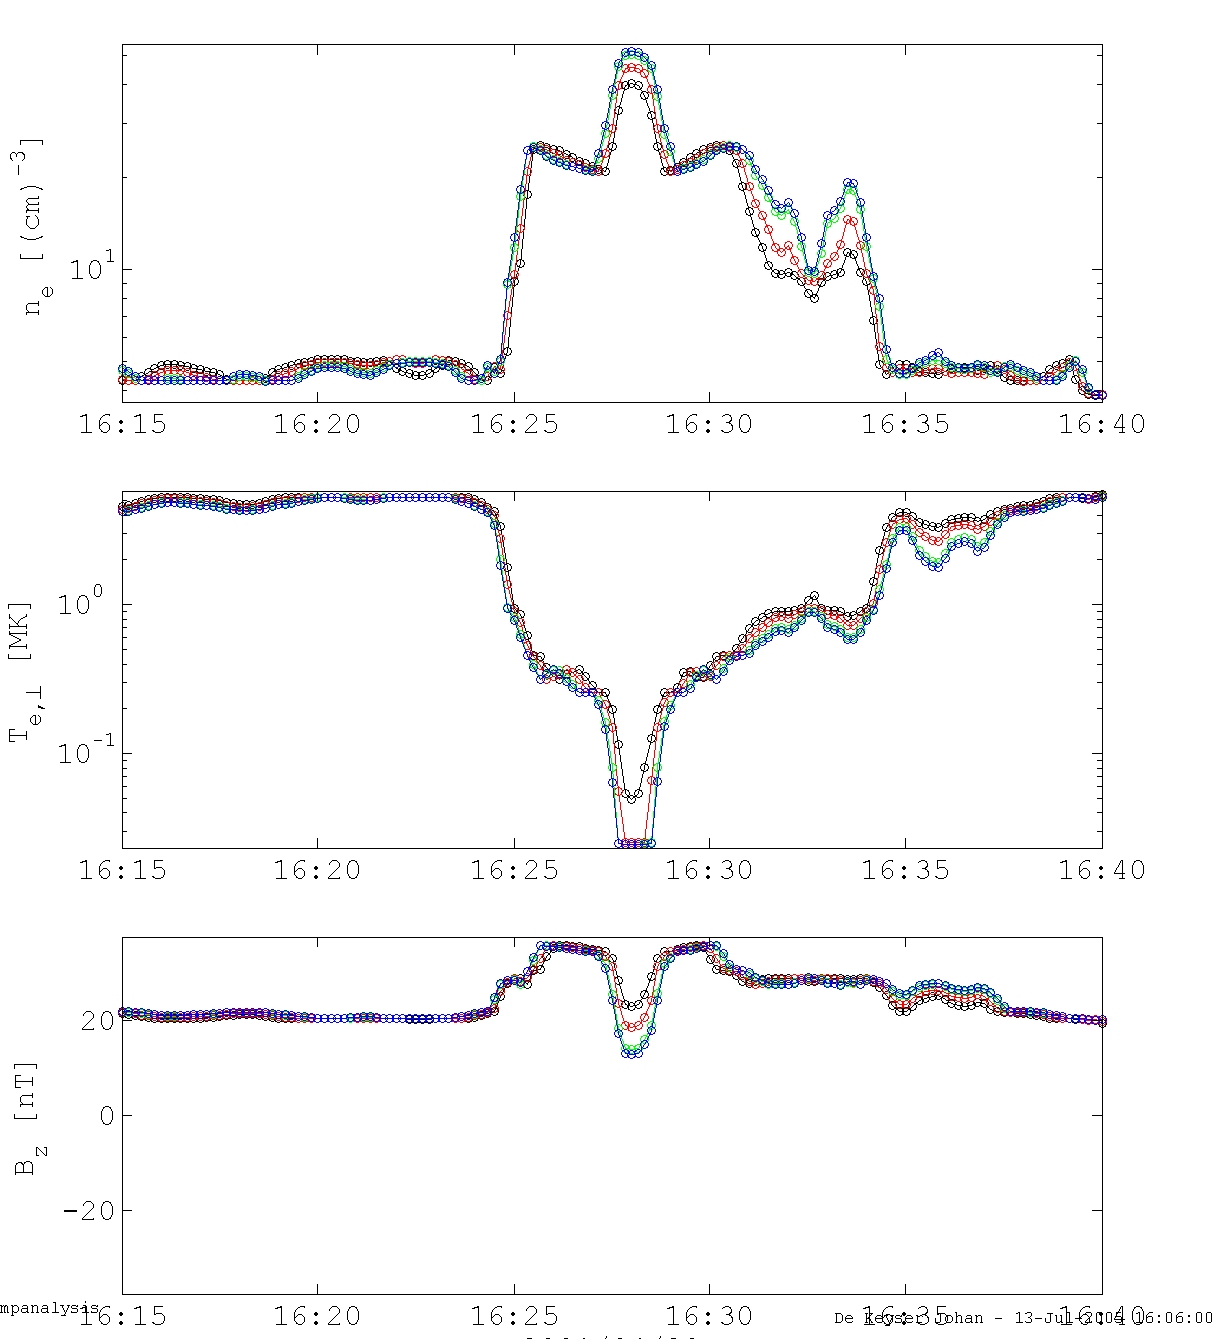 n_e [(cm)^-3]
10^1
16:15 16:20 16:25 16:30 16:35 16:40
T_e,⊥ [MK]
10^0
10^-1
16:15 16:20 16:25 16:30 16:35 16:40
B_z [nT]
20
0
-20
16:15 16:20 16:25 16:30 16:35 16:40
mpanalysis
De Keyser Johan - 13-Jul-2004 16:06:00